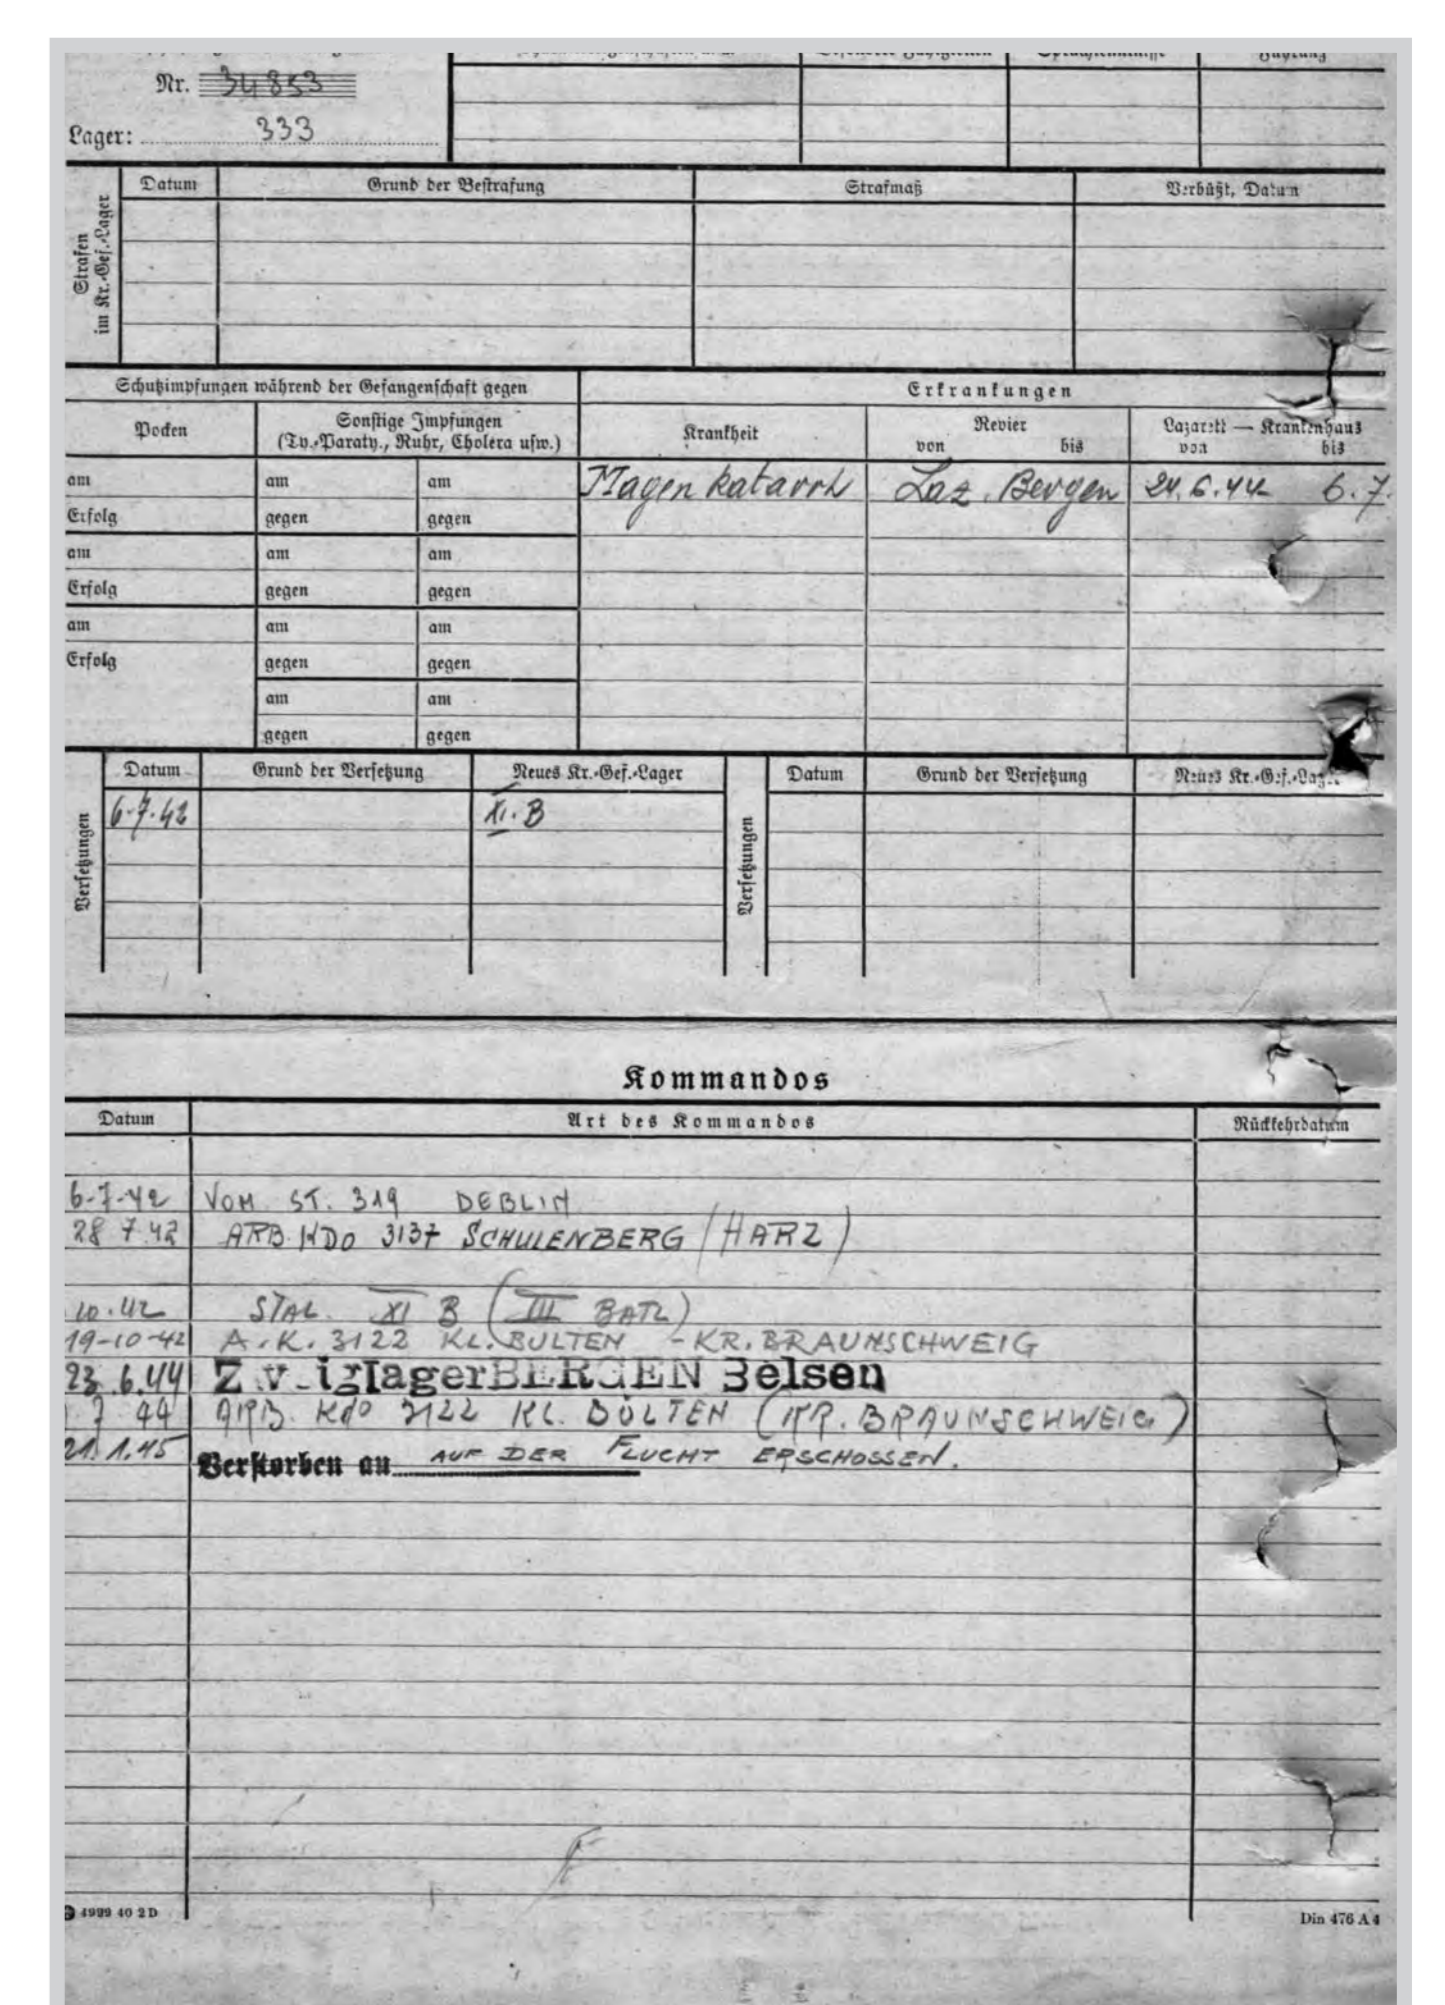 Nr. 34853
Lager: 333
Strafen im Kr.-Gef.-Lager
Datum Grund der Bestrafung Strafmaß Verbüßt, Datum
Schutzimpfungen während der Gefangenschaft gegen Erkrankungen
Pocken Sonstige Impfungen (Ty.-Paraty., Ruhr, Cholera usw.) Krankheit Revier von bis Lazarett — Krankenhaus von bis
am am am Magenkatarrh Laz. Bergen 24.6.44 6.7.
Erfolg gegen gegen
am am am
Erfolg gegen gegen
am am am
Erfolg gegen gegen
am am
gegen gegen
Versetzungen Datum Grund der Versetzung Neues Kr.-Gef.-Lager Versetzungen Datum Grund der Versetzung Neues Kr.-Gef.-Lager
6-7-42 XI. B
Kommandos
Datum Art des Kommandos Rückkehrdatum
6-7-42 VOM ST. 319 DEBLIN
28 7.42 ARB. KDO 3137 SCHULENBERG (HARZ)
10.42 STAL. XI B (III BATL)
19-10-42 A.K. 3122 KL. BULTEN - KR. BRAUNSCHWEIG
23.6.44 Z.v.iglagerBERGEN Belsen
7 44 ARB. Kdo 3122 KL. BÜLTEN (KR. BRAUNSCHWEIG)
21.1.45 Verstorben an AUF DER FLUCHT ERSCHOSSEN.
4999 40 2D Din 476 A 4